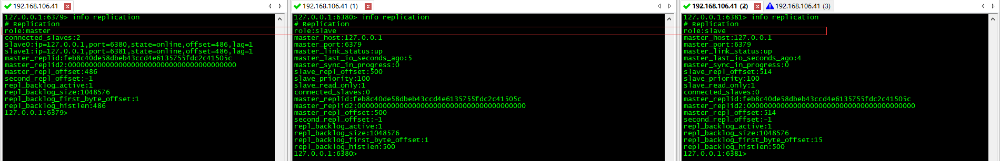 192.168.106.41
127.0.0.1:6379> info replication
# Replication
role:master
connected_slaves:2
slave0:ip=127.0.0.1,port=6380,state=online,offset=486,lag=1
slave1:ip=127.0.0.1,port=6381,state=online,offset=486,lag=1
master_replid:feb8c40de58dbeb43ccd4e6135755fdc2c41505c
master_replid2:0000000000000000000000000000000000000000
master_repl_offset:486
second_repl_offset:-1
repl_backlog_active:1
repl_backlog_size:1048576
repl_backlog_first_byte_offset:1
repl_backlog_histlen:486
127.0.0.1:6379>
192.168.106.41 (1)
127.0.0.1:6380> info replication
# Replication
role:slave
master_host:127.0.0.1
master_port:6379
master_link_status:up
master_last_io_seconds_ago:5
master_sync_in_progress:0
slave_repl_offset:500
slave_priority:100
slave_read_only:1
connected_slaves:0
master_replid:feb8c40de58dbeb43ccd4e6135755fdc2c41505c
master_replid2:0000000000000000000000000000000000000000
master_repl_offset:500
second_repl_offset:-1
repl_backlog_active:1
repl_backlog_size:1048576
repl_backlog_first_byte_offset:1
repl_backlog_histlen:500
127.0.0.1:6380>
192.168.106.41 (2) 192.168.106.41 (3)
127.0.0.1:6381> info replication
# Replication
role:slave
master_host:127.0.0.1
master_port:6379
master_link_status:up
master_last_io_seconds_ago:4
master_sync_in_progress:0
slave_repl_offset:514
slave_priority:100
slave_read_only:1
connected_slaves:0
master_replid:feb8c40de58dbeb43ccd4e6135755fdc2c41505c
master_replid2:0000000000000000000000000000000000000000
master_repl_offset:514
second_repl_offset:-1
repl_backlog_active:1
repl_backlog_size:1048576
repl_backlog_first_byte_offset:15
repl_backlog_histlen:500
127.0.0.1:6381>